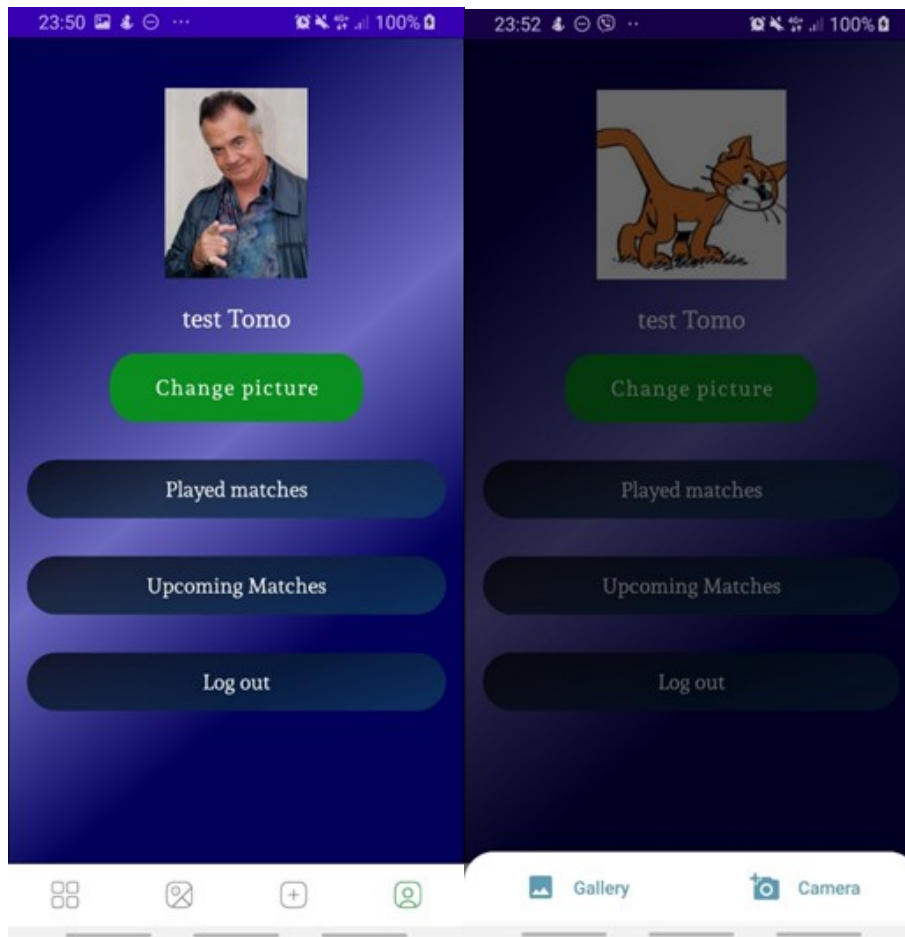 23:50
100%
test Tomo
Change picture
Played matches
Upcoming Matches
Log out
23:52
100%
test Tomo
Change picture
Played matches
Upcoming Matches
Log out
Gallery
Camera